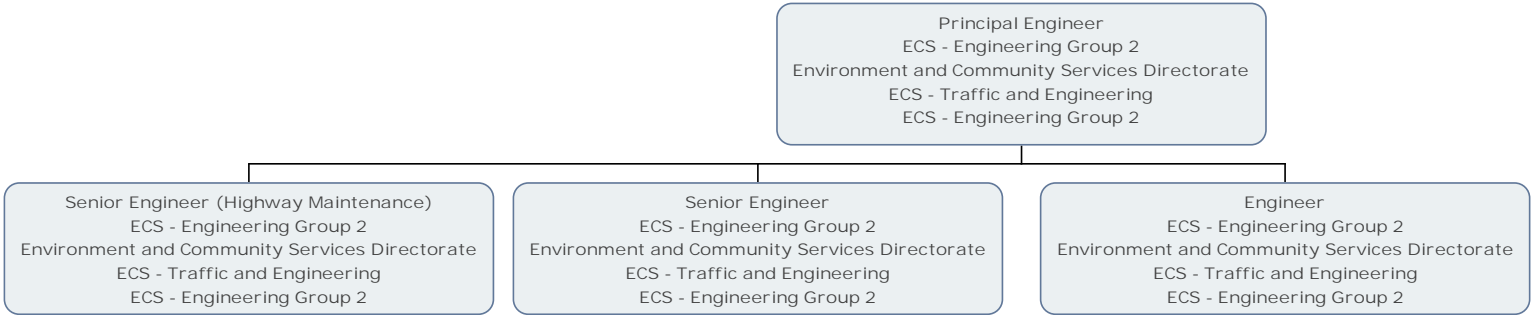 Principal Engineer
ECS - Engineering Group 2
Environment and Community Services Directorate
ECS - Traffic and Engineering
ECS - Engineering Group 2
Senior Engineer (Highway Maintenance)
ECS - Engineering Group 2
Environment and Community Services Directorate
ECS - Traffic and Engineering
ECS - Engineering Group 2
Senior Engineer
ECS - Engineering Group 2
Environment and Community Services Directorate
ECS - Traffic and Engineering
ECS - Engineering Group 2
Engineer
ECS - Engineering Group 2
Environment and Community Services Directorate
ECS - Traffic and Engineering
ECS - Engineering Group 2